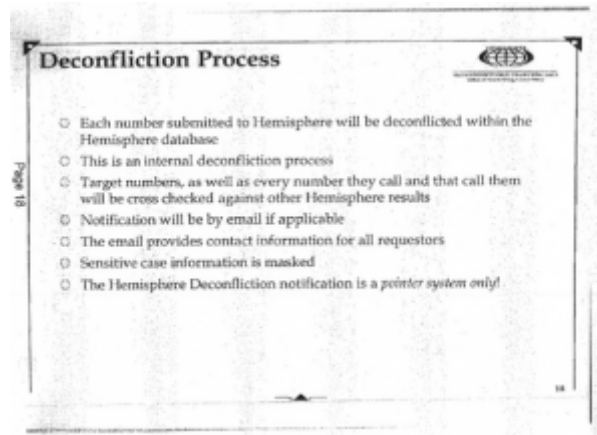 Deconfliction Process
Each number submitted to Hemisphere will be deconflicted within the
Hemisphere database
This is an internal deconfliction process
Target numbers, as well as every number they call and that call them
will be cross checked against other Hemisphere results
Notification will be by email if applicable
The email provides contact information for all requestors
Sensitive case information is masked
The Hemisphere Deconfliction notification is a pointer system only!
Page 18